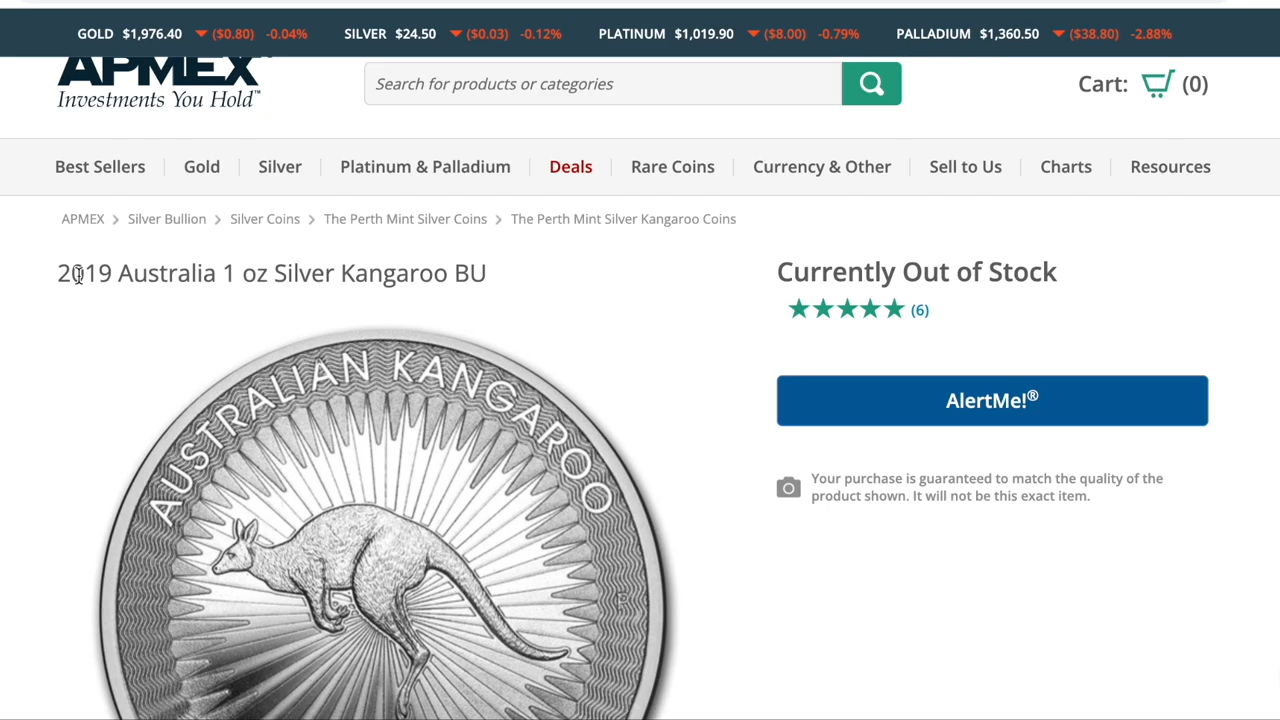 GOLD $1,976.40 ($0.80) -0.04% SILVER $24.50 ($0.03) -0.12% PLATINUM $1,019.90 ($8.00) -0.79% PALLADIUM $1,360.50 ($38.80) -2.88%
APMEX
Investments You Hold™
Search for products or categories
Cart: (0)
Best Sellers Gold Silver Platinum & Palladium Deals Rare Coins Currency & Other Sell to Us Charts Resources
APMEX > Silver Bullion > Silver Coins > The Perth Mint Silver Coins > The Perth Mint Silver Kangaroo Coins
2019 Australia 1 oz Silver Kangaroo BU
Currently Out of Stock
(6)
AlertMe!®
Your purchase is guaranteed to match the quality of the
product shown. It will not be this exact item.
AUSTRALIAN KANGAROO